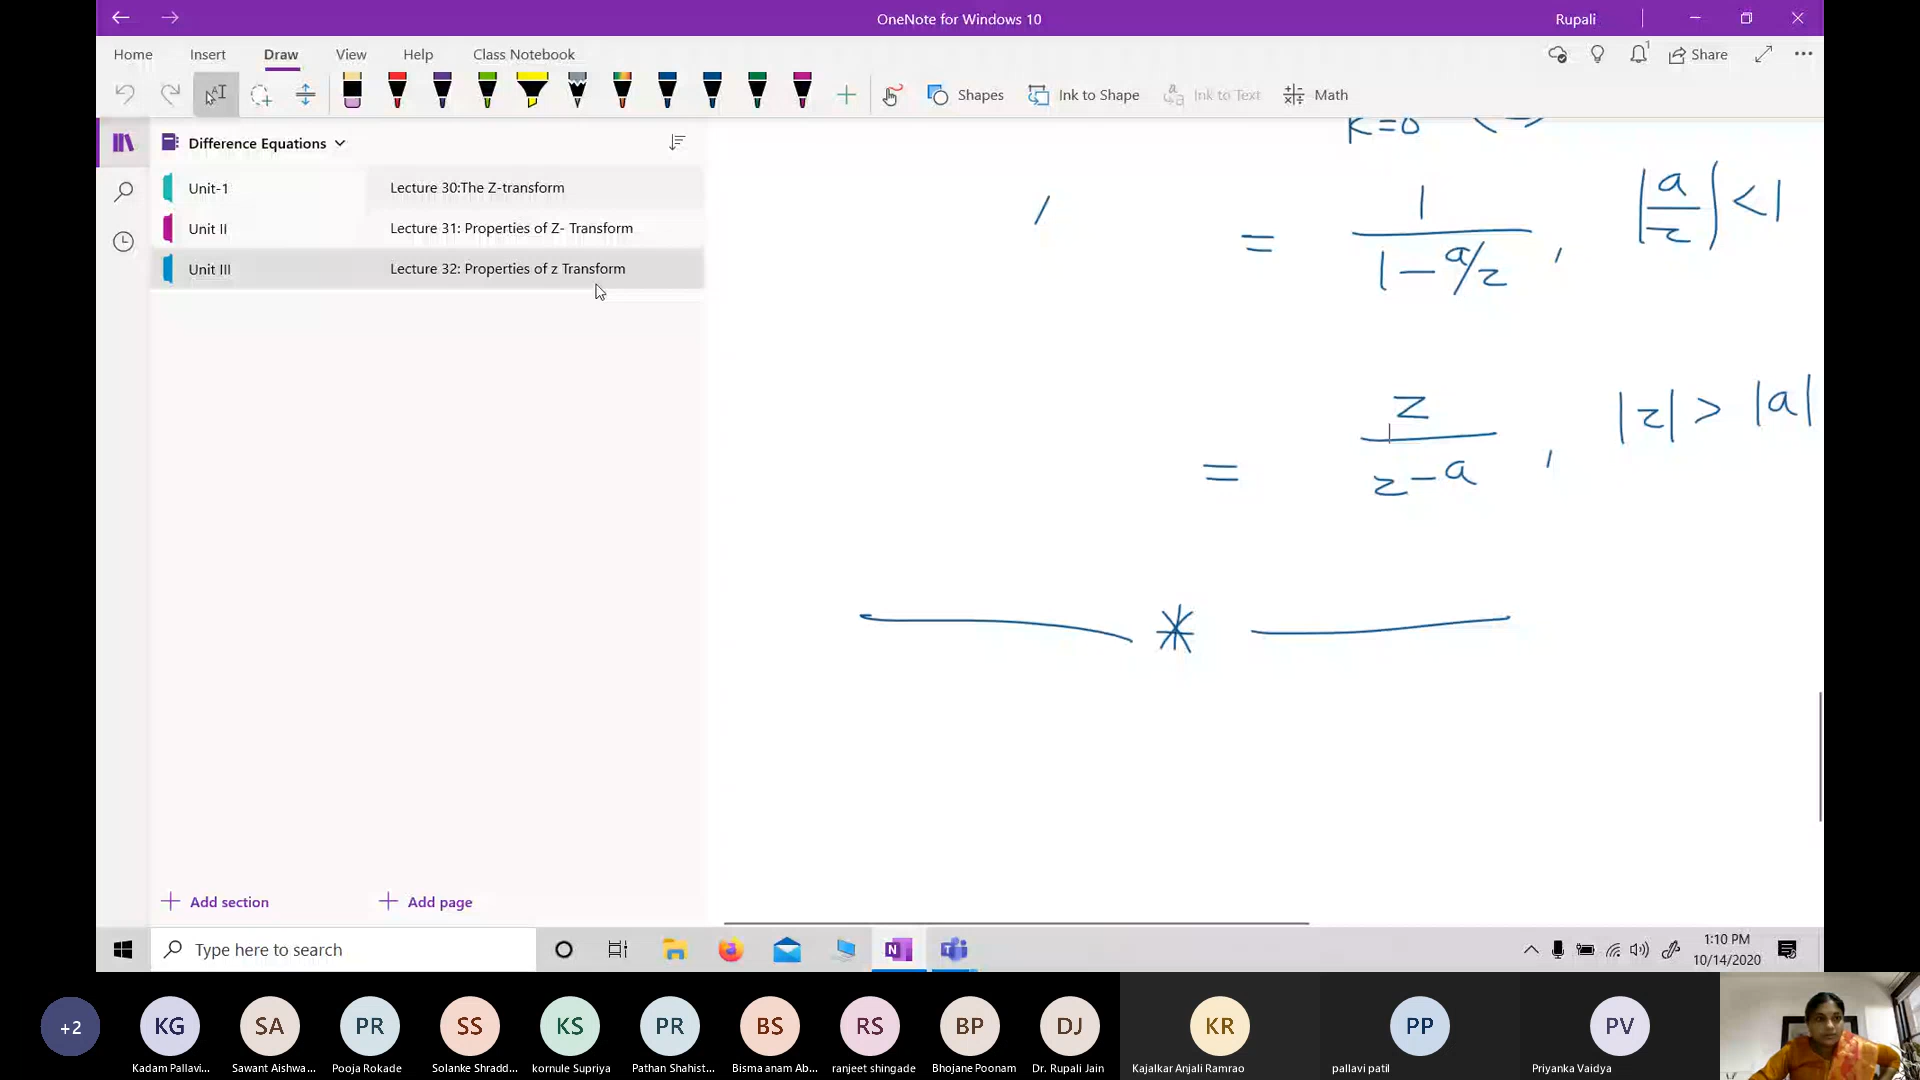 OneNote for Windows 10
Rupali
Home Insert Draw View Help Class Notebook
1
Share
Shapes Ink to Shape Ink to Text Math
Difference Equations
Unit-1
Unit II
Unit III
Lecture 30:The Z-transform
Lecture 31: Properties of Z- Transform
Lecture 32: Properties of z Transform
K=0
= 1 / (1 - a/z) , |a/z| < 1
= z / (z - a) , |z| > |a|
*
Add section
Add page
Type here to search
1:10 PM
10/14/2020
+2
KG SA PR SS KS PR BS RS BP DJ KR PP PV
Kadam Pallavi... Sawant Aishwa... Pooja Rokade Solanke Shradd... kornule Supriya Pathan Shahist... Bisma anam Ab... ranjeet shingade Bhojane Poonam Dr. Rupali Jain Kajalkar Anjali Ramrao pallavi patil Priyanka Vaidya